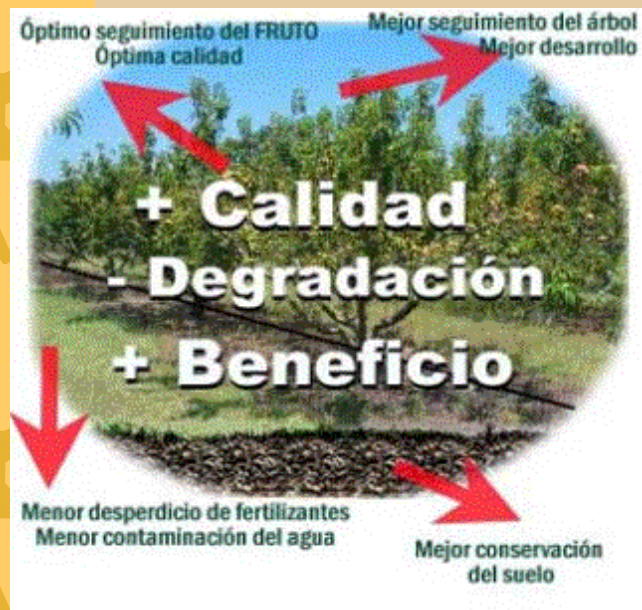 Óptimo seguimiento del FRUTO
Óptima calidad
Mejor seguimiento del árbol
Mejor desarrollo
+ Calidad
- Degradación
+ Beneficio
Menor desperdicio de fertilizantes
Menor contaminación del agua
Mejor conservación
del suelo